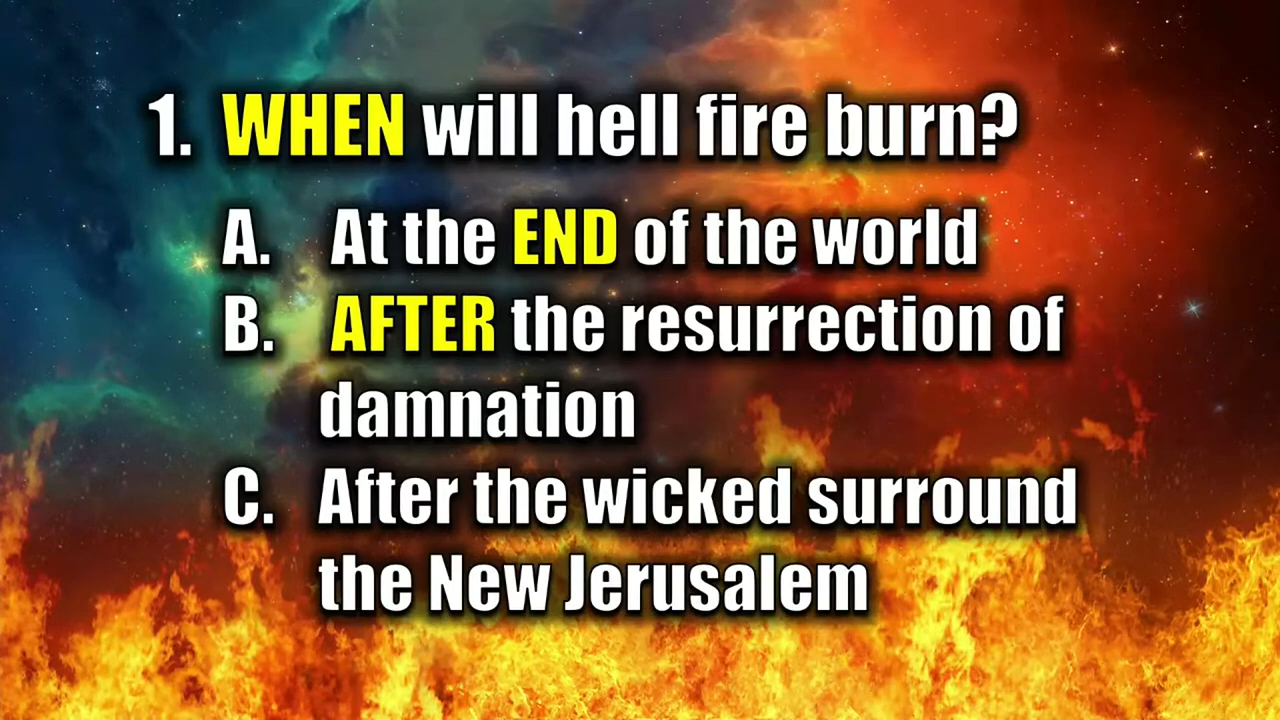 1. WHEN will hell fire burn?
A. At the END of the world
B. AFTER the resurrection of
damnation
C. After the wicked surround
the New Jerusalem